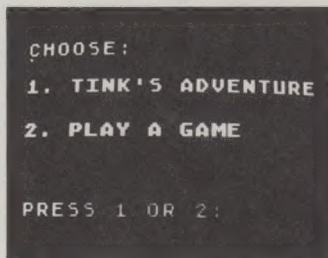 CHOOSE:
1. TINK'S ADVENTURE
2. PLAY A GAME
PRESS 1 OR 2: